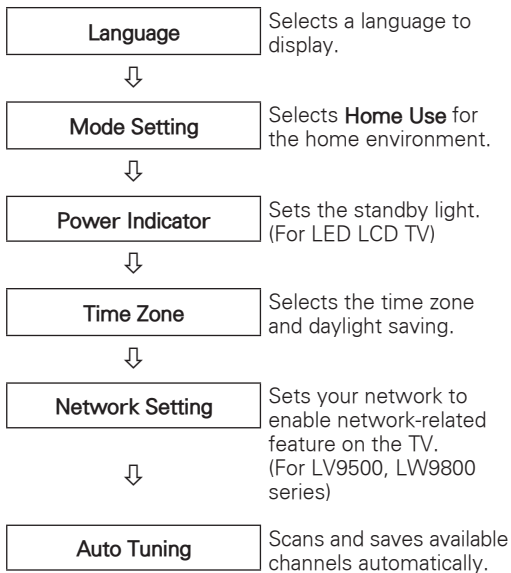 Language
Selects a language to
display.
⇩
Mode Setting
Selects Home Use for
the home environment.
⇩
Power Indicator
Sets the standby light.
(For LED LCD TV)
⇩
Time Zone
Selects the time zone
and daylight saving.
⇩
Network Setting
Sets your network to
enable network-related
feature on the TV.
(For LV9500, LW9800
series)
⇩
Auto Tuning
Scans and saves available
channels automatically.